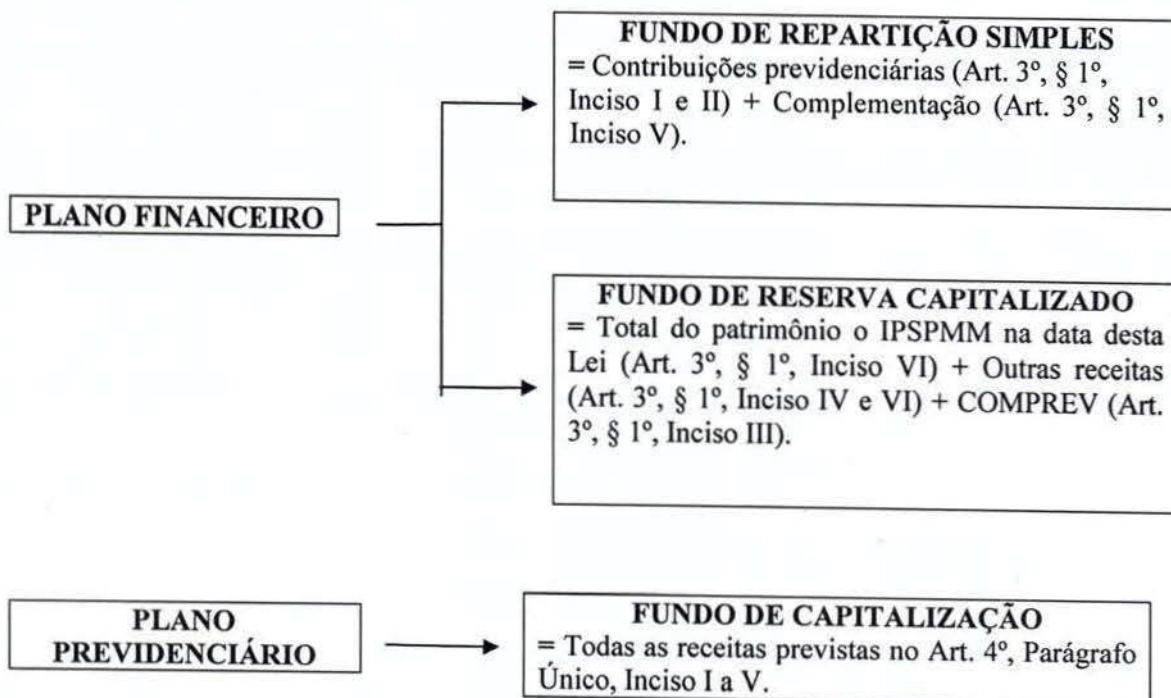 FUNDO DE REPARTIÇÃO SIMPLES
= Contribuições previdenciárias (Art. 3º, § 1º,
Inciso I e II) + Complementação (Art. 3º, § 1º,
Inciso V).
PLANO FINANCEIRO
FUNDO DE RESERVA CAPITALIZADO
= Total do patrimônio o IPSPMM na data desta
Lei (Art. 3º, § 1º, Inciso VI) + Outras receitas
(Art. 3º, § 1º, Inciso IV e VI) + COMPREV (Art.
3º, § 1º, Inciso III).
PLANO
PREVIDENCIÁRIO
FUNDO DE CAPITALIZAÇÃO
= Todas as receitas previstas no Art. 4º, Parágrafo
Único, Inciso I a V.